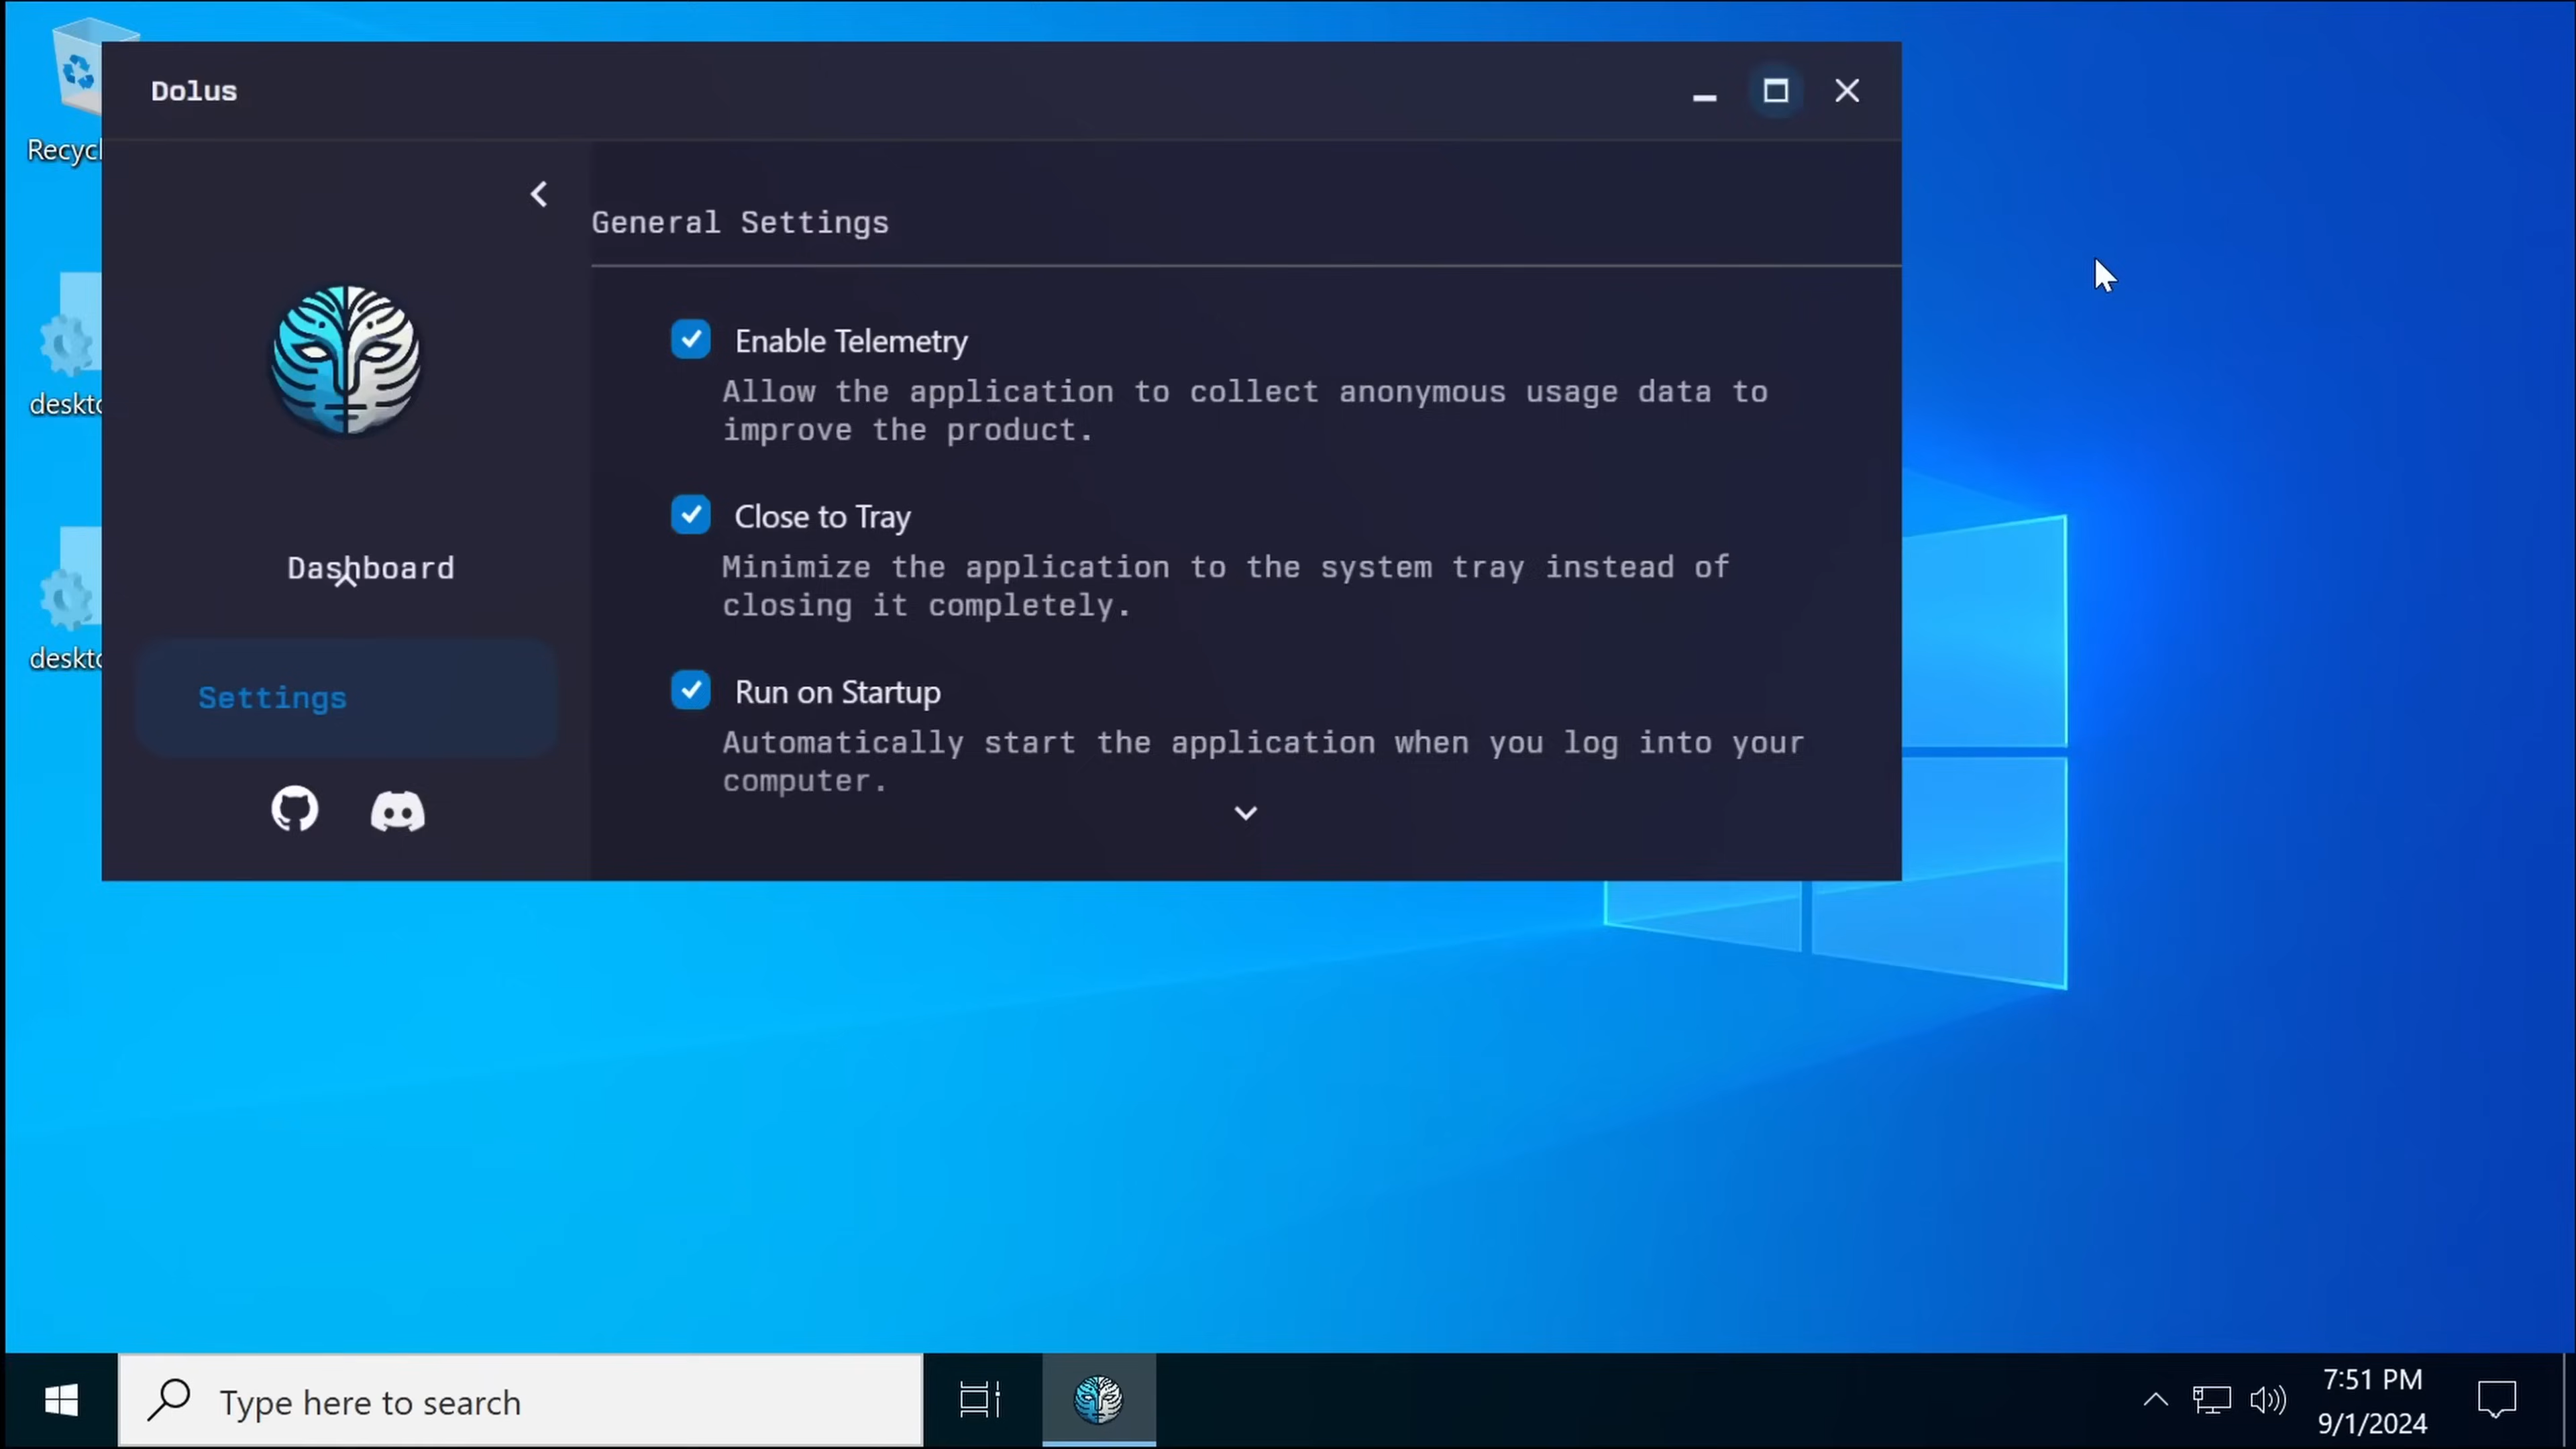 Dolus
General Settings
Enable Telemetry
Allow the application to collect anonymous usage data to
improve the product.
Close to Tray
Minimize the application to the system tray instead of
closing it completely.
Run on Startup
Automatically start the application when you log into your
computer.
Dashboard
Settings
Recycl
deskto
deskto
Type here to search
7:51 PM
9/1/2024